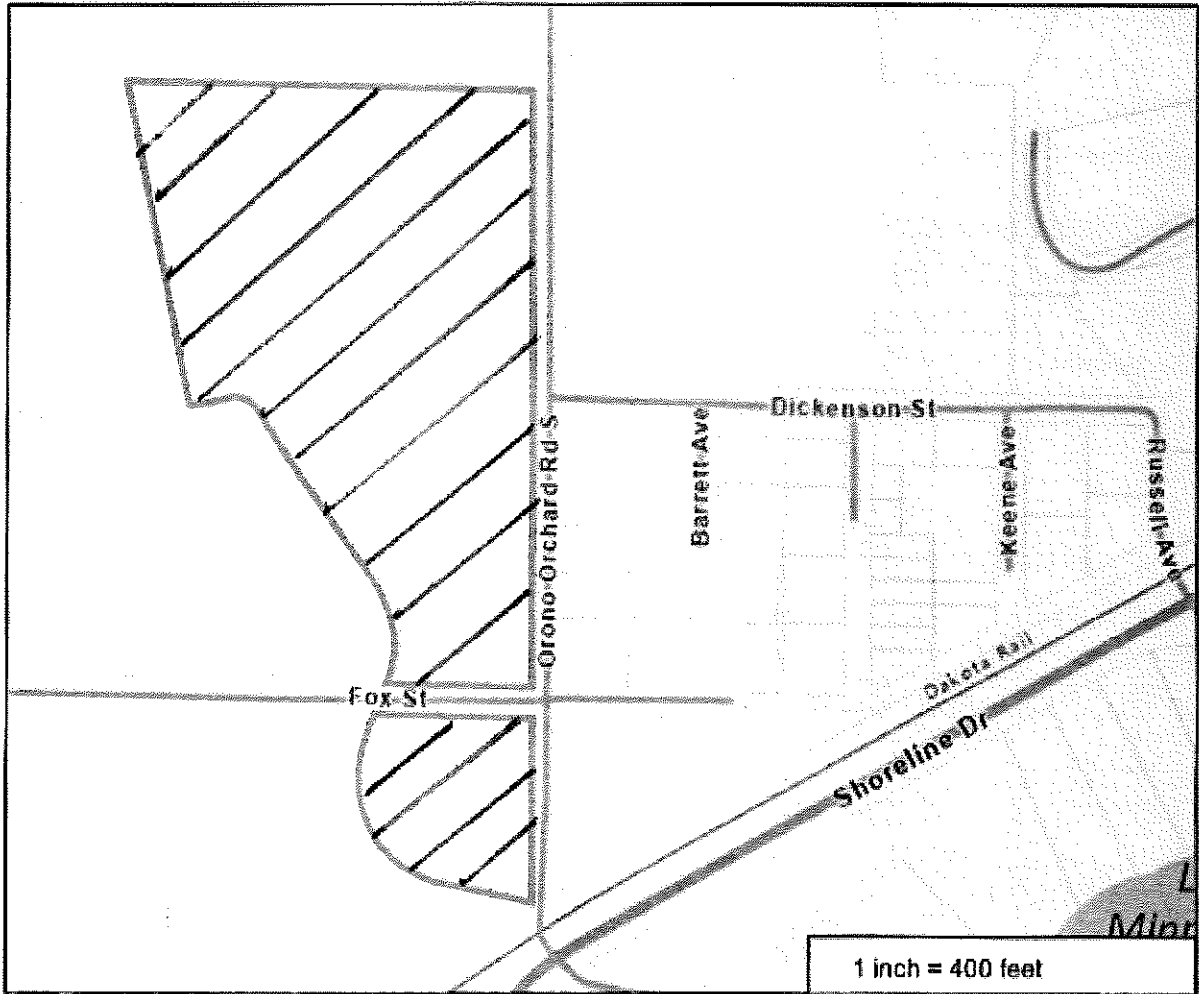 Dickenson St
Barrett Ave
Keene Ave
Russell Ave
Orono Orchard Rd S
Fox St
Dakota Rail
Shoreline Dr
L
Minn
1 inch = 400 feet